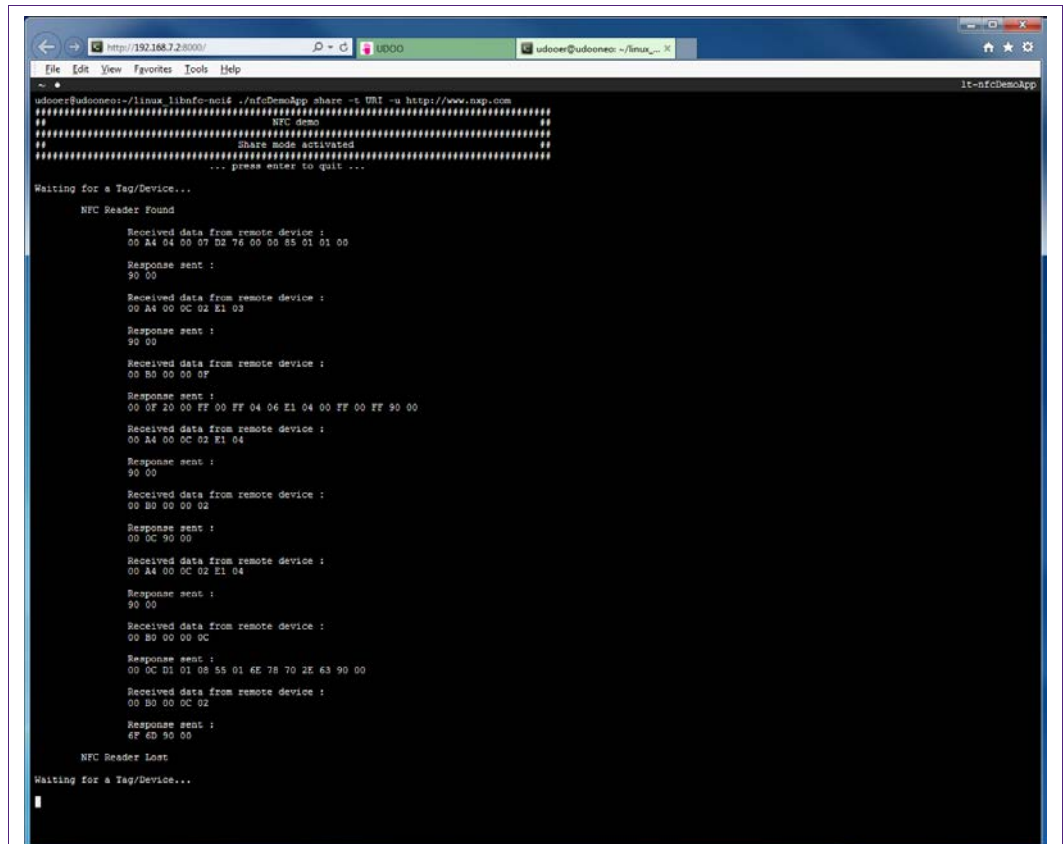 http://192.168.7.2:8000/
UDOO
udooer@udooneo: ~/linux_... ×
File Edit View Favorites Tools Help
~ ●
lt-nfcDemoApp
udooer@udooneo:~/linux_libnfc-nci$ ./nfcDemoApp share -t URI -u http://www.nxp.com
#########################################################################################
## NFC demo ##
#########################################################################################
## Share mode activated ##
#########################################################################################
... press enter to quit ...
Waiting for a Tag/Device...
NFC Reader Found
Received data from remote device :
00 A4 04 00 07 D2 76 00 00 85 01 01 00
Response sent :
90 00
Received data from remote device :
00 A4 00 0C 02 E1 03
Response sent :
90 00
Received data from remote device :
00 B0 00 00 0F
Response sent :
00 0F 20 00 FF 00 FF 04 06 E1 04 00 FF 00 FF 90 00
Received data from remote device :
00 A4 00 0C 02 E1 04
Response sent :
90 00
Received data from remote device :
00 B0 00 00 02
Response sent :
00 0C 90 00
Received data from remote device :
00 A4 00 0C 02 E1 04
Response sent :
90 00
Received data from remote device :
00 B0 00 00 0C
Response sent :
00 0C D1 01 08 55 01 6E 78 70 2E 63 90 00
Received data from remote device :
00 B0 00 0C 02
Response sent :
6F 6D 90 00
NFC Reader Lost
Waiting for a Tag/Device...